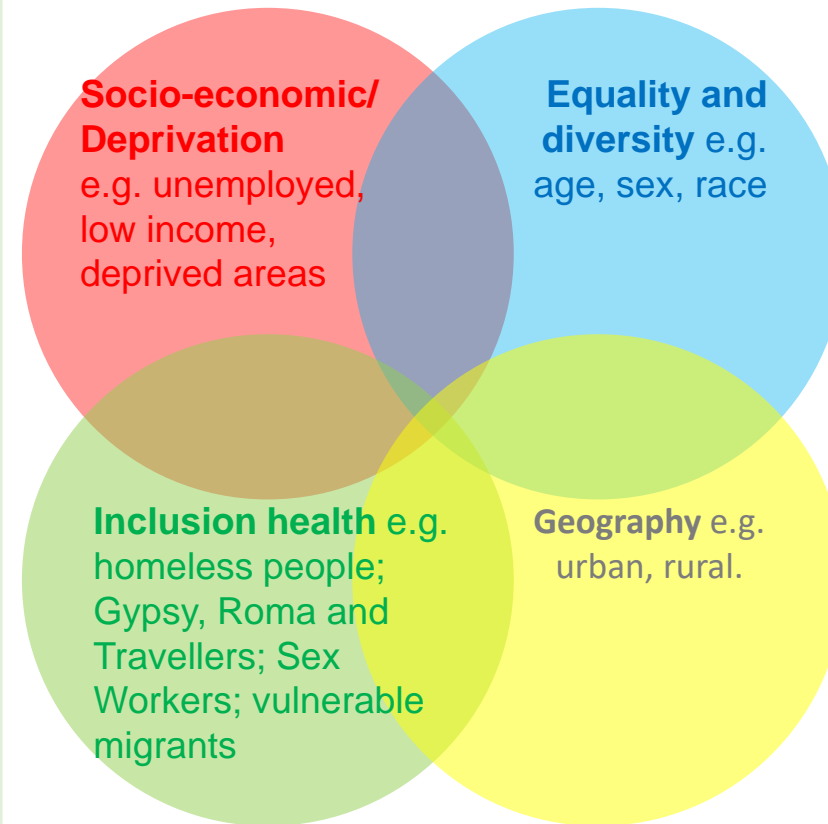 Socio-economic/
Deprivation
e.g. unemployed,
low income,
deprived areas
Equality and
diversity e.g.
age, sex, race
Inclusion health e.g.
homeless people;
Gypsy, Roma and
Travellers; Sex
Workers; vulnerable
migrants
Geography e.g.
urban, rural.